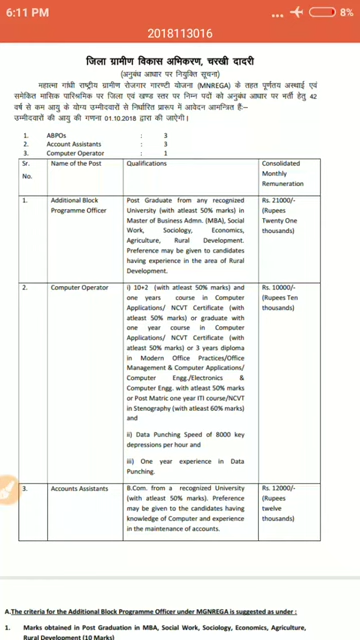 6:11 PM
8%
2018113016
जिला ग्रामीण विकास अभिकरण, चरखी दादरी
(अनुबंध आधार पर नियुक्ति सूचना)
महात्मा गांधी राष्ट्रीय ग्रामीण रोजगार गारण्टी योजना (MNREGA) के तहत पूर्णतय अस्थाई एवं
समेकित मासिक पारिश्रमिक पर जिला एवं खण्ड स्तर पर निम्न पदों को अनुबंध आधार पर भर्ती हेतु 42
वर्ष से कम आयु के योग्य उम्मीदवारों से निर्धारित प्रारूप में आवेदन आमन्त्रित हैं:-
उम्मीदवारों की आयु की गणना 01.10.2018 द्वारा की जाऐगी।
1. ABPOs : 3
2. Account Assistants : 3
3. Computer Operator : 1
Sr. No. Name of the Post Qualifications Consolidated
Monthly
Remuneration
1. Additional Block
Programme Officer
Post Graduate from any recognized
University (with atleast 50% marks) in
Master of Business Admn. (MBA), Social
Work, Sociology, Economics,
Agriculture, Rural Development.
Preference may be given to candidates
having experience in the area of Rural
Development.
Rs. 21000/-
(Rupees
Twenty One
thousands)
2. Computer Operator
i) 10+2 (with atleast 50% marks) and
one years course in Computer
Applications/ NCVT Certificate (with
atleast 50% marks) or graduate with
one year course in Computer
Applications/ NCVT Certificate (with
atleast 50% marks) or 3 years diploma
in Modern Office Practices/Office
Management & Computer Applications/
Computer Engg./Electronics &
Computer Engg. with atleast 50% marks
or Post Matric one year ITI course/NCVT
in Stenography (with atleast 60% marks)
and
ii) Data Punching Speed of 8000 key
depressions per hour and
iii) One year experience in Data
Punching.
Rs. 10000/-
(Rupees Ten
thousands)
3. Accounts Assistants
B.Com. from a recognized University
(with atleast 50% marks). Preference
may be given to the candidates having
knowledge of Computer and experience
in the maintenance of accounts.
Rs. 12000/-
(Rupees
twelve
thousands)
A.The criteria for the Additional Block Programme Officer under MGNREGA is suggested as under :
1. Marks obtained in Post Graduation in MBA, Social Work, Sociology, Economics, Agriculture,
Rural Development (10 Marks)